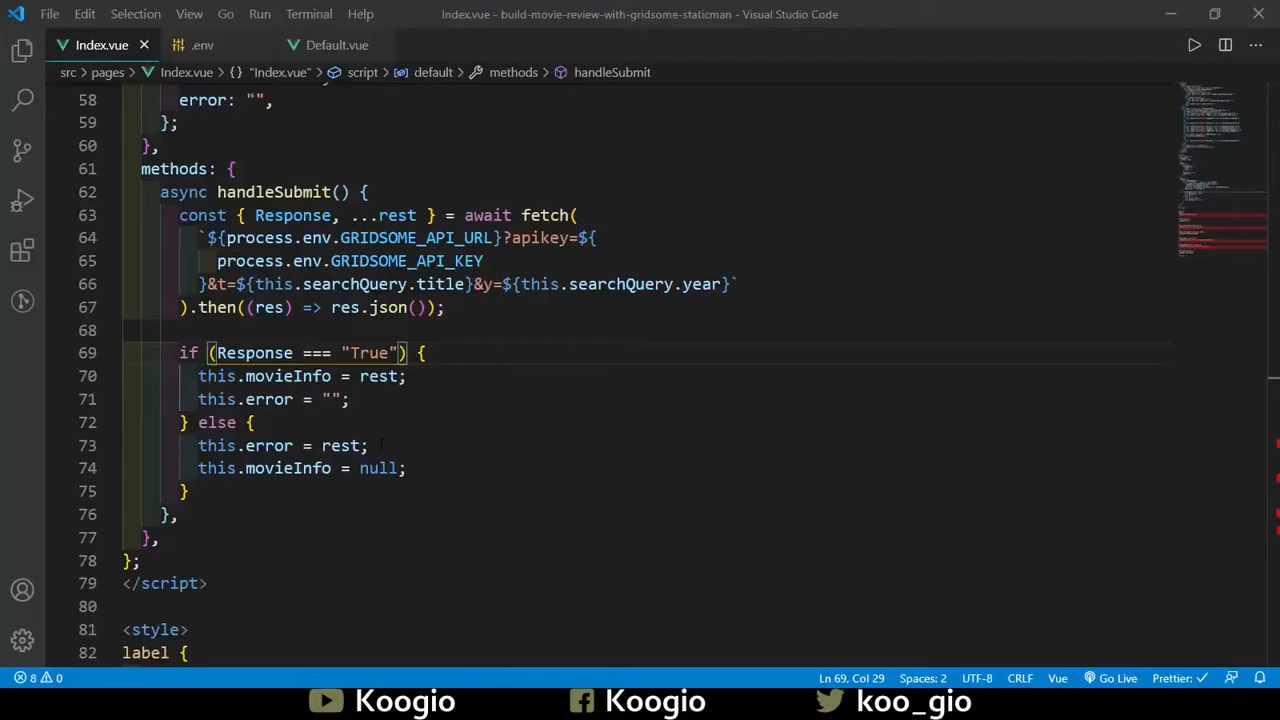 File Edit Selection View Go Run Terminal Help Index.vue - build-movie-review-with-gridsome-staticman - Visual Studio Code
Index.vue .env Default.vue
src > pages > Index.vue > {} "Index.vue" > script > default > methods > handleSubmit
58 error: "",
59 };
60 },
61 methods: {
62 async handleSubmit() {
63 const { Response, ...rest } = await fetch(
64 `${process.env.GRIDSOME_API_URL}?apikey=${
65 process.env.GRIDSOME_API_KEY
66 }&t=${this.searchQuery.title}&y=${this.searchQuery.year}`
67 ).then((res) => res.json());
68
69 if (Response === "True") {
70 this.movieInfo = rest;
71 this.error = "";
72 } else {
73 this.error = rest;
74 this.movieInfo = null;
75 }
76 },
77 },
78 };
79 </script>
80
81 <style>
82 label {
8 0 Ln 69, Col 29 Spaces: 2 UTF-8 CRLF Vue Go Live Prettier: ✓
Koogio Koogio koo_gio